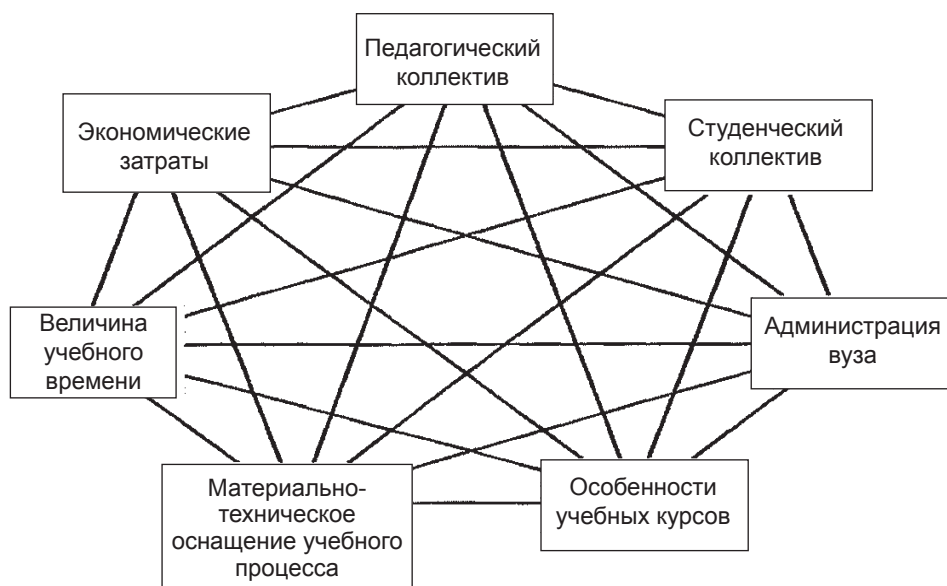 Педагогический
коллектив
Экономические
затраты
Студенческий
коллектив
Величина
учебного
времени
Администрация
вуза
Материально-
техническое
оснащение учебного
процесса
Особенности
учебных курсов